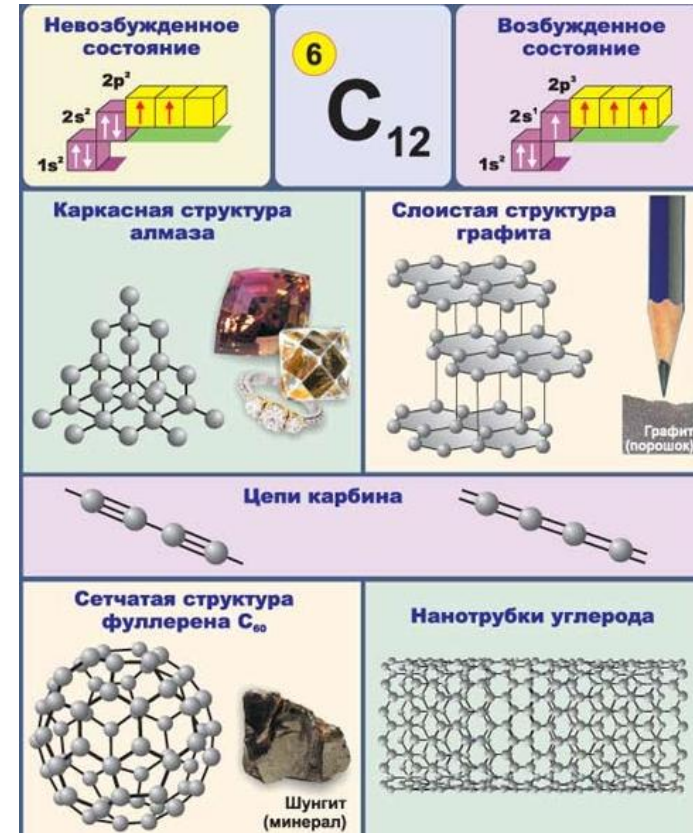 Невозбужденное
состояние
2p²
2s²
1s²
6
C₁₂
Возбужденное
состояние
2p³
2s¹
1s²
Каркасная структура
алмаза
Слоистая структура
графита
Графит
(порошок)
Цепи карбина
Сетчатая структура
фуллерена C₆₀
Шунгит
(минерал)
Нанотрубки углерода